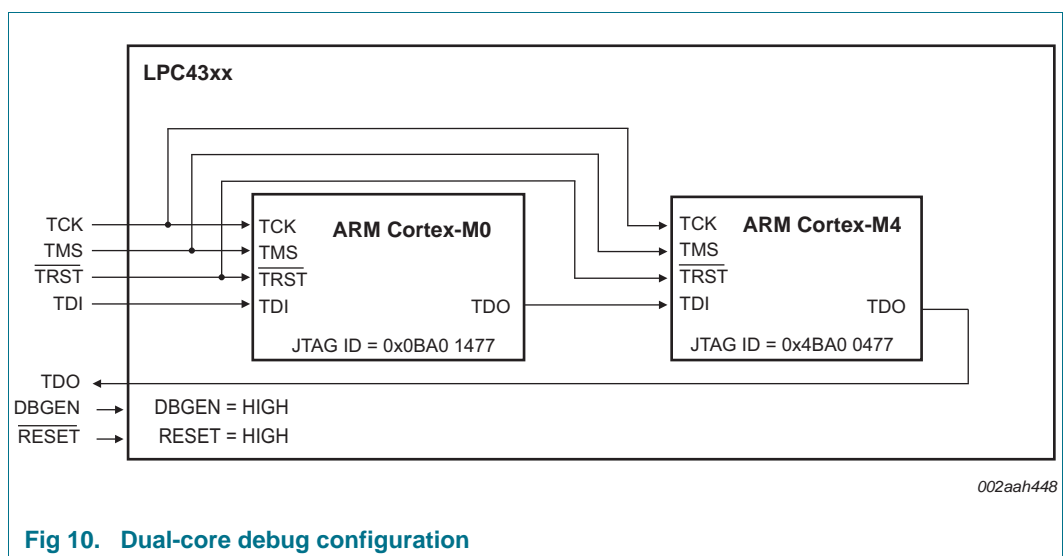 LPC43xx
TCK
TMS
TRST
TDI
TDO
DBGEN
RESET
TCK
TMS
TRST
TDI
ARM Cortex-M0
TDO
JTAG ID = 0x0BA0 1477
TCK
TMS
TRST
TDI
ARM Cortex-M4
TDO
JTAG ID = 0x4BA0 0477
DBGEN = HIGH
RESET = HIGH
002aah448
Fig 10. Dual-core debug configuration